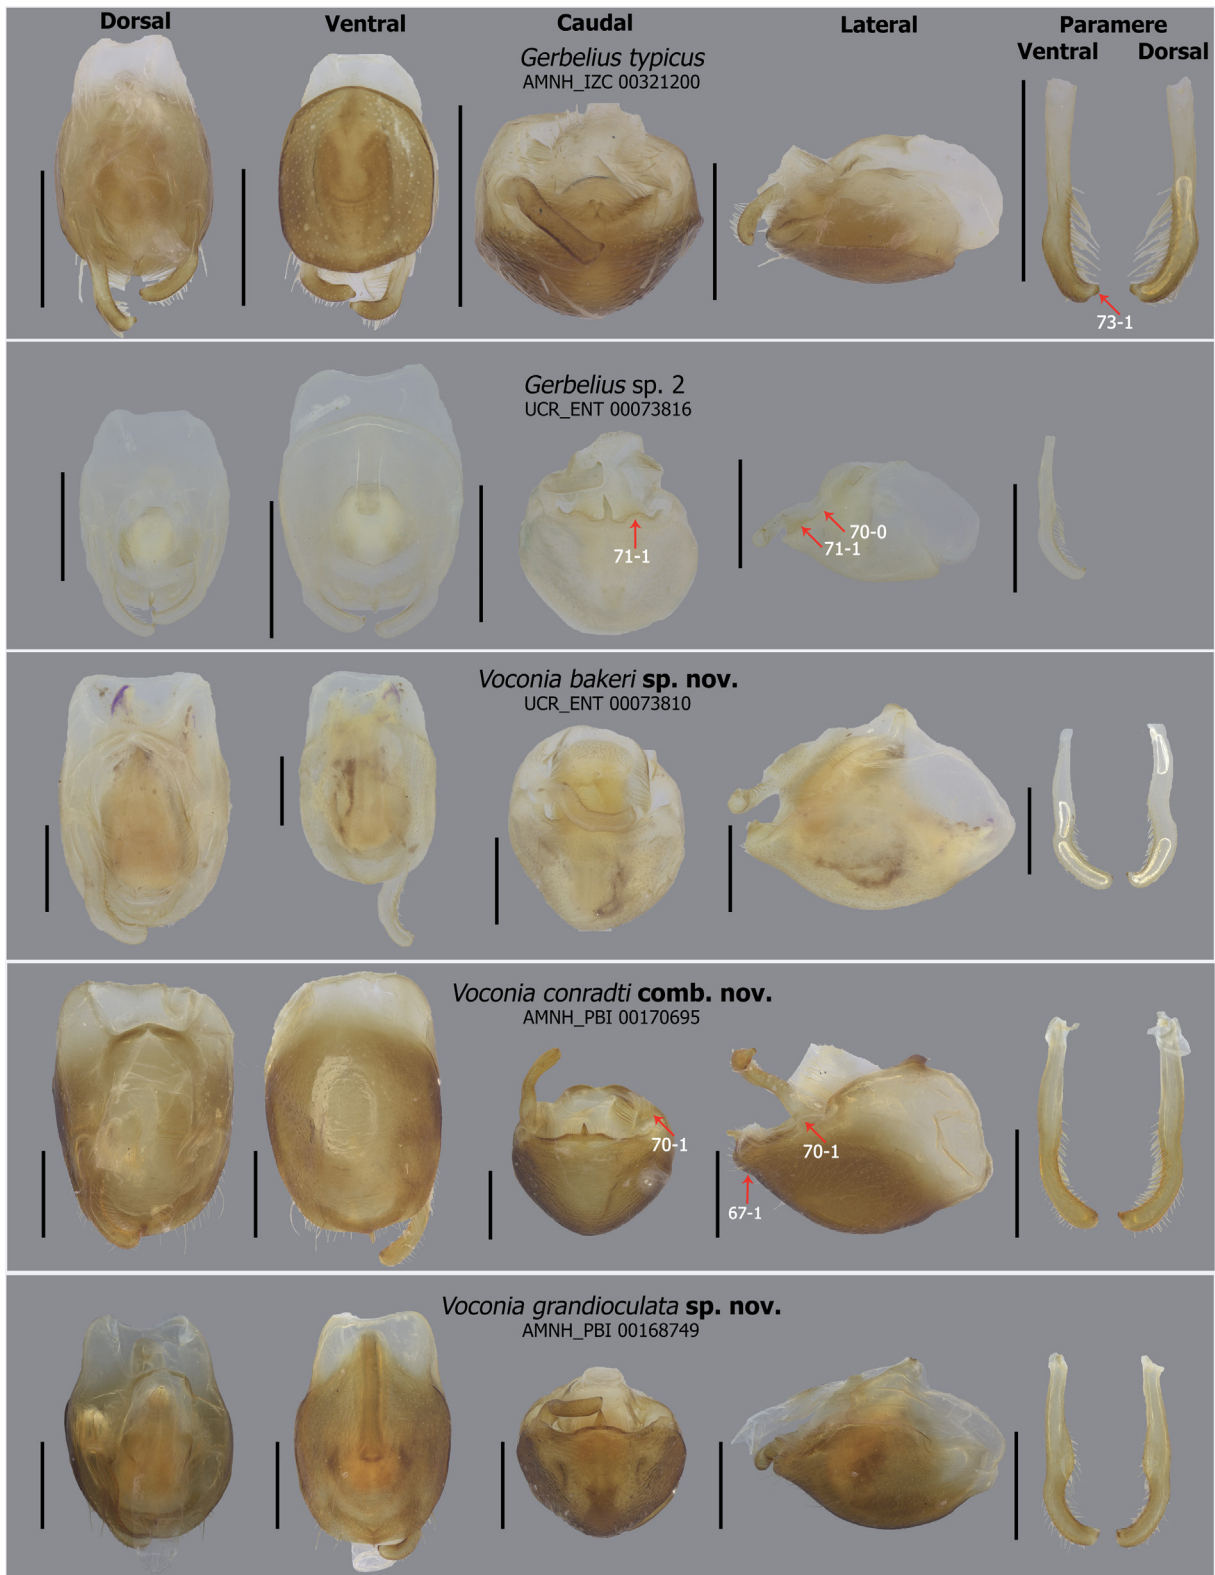 Dorsal
Ventral
Caudal
Lateral
Paramere
Ventral
Dorsal
Gerbelius typicus
AMNH_IZC 00321200
73-1
Gerbelius sp. 2
UCR_ENT 00073816
71-1
70-0
71-1
Voconia bakeri sp. nov.
UCR_ENT 00073810
Voconia conradti comb. nov.
AMNH_PBI 00170695
70-1
70-1
67-1
Voconia grandioculata sp. nov.
AMNH_PBI 00168749